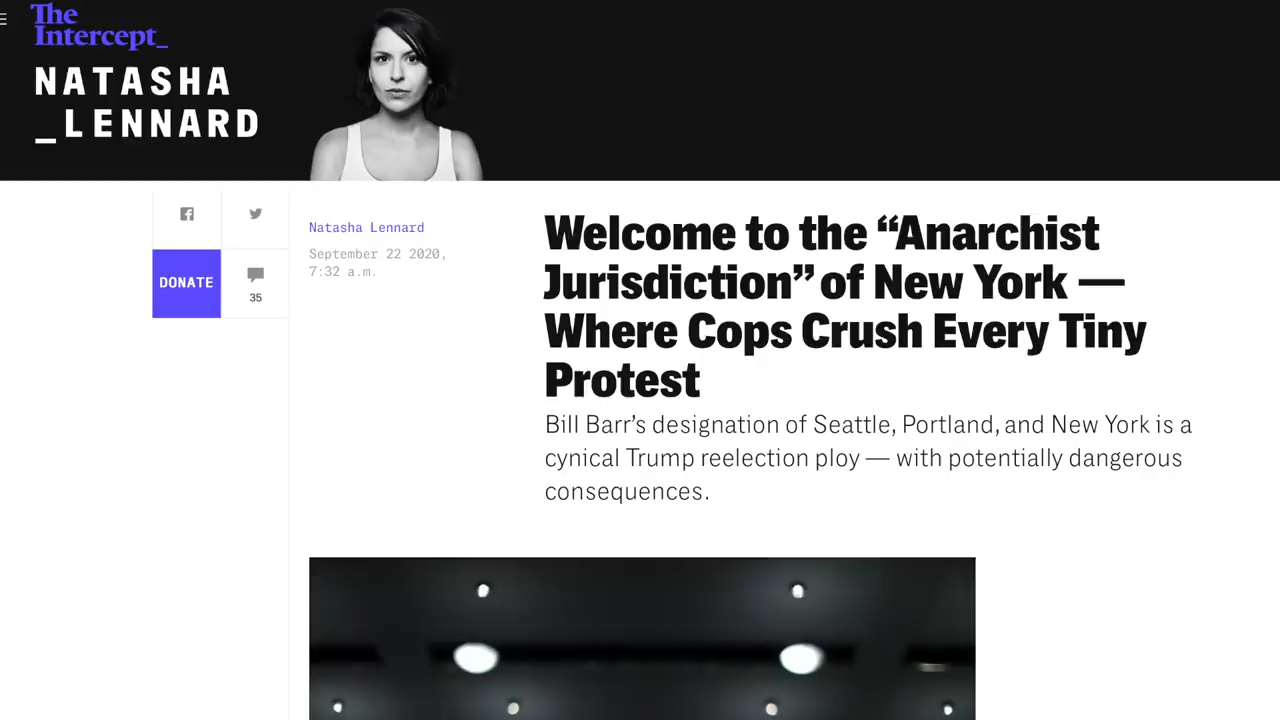 The
Intercept_
NATASHA
_LENNARD
DONATE
35
Natasha Lennard
September 22 2020,
7:32 a.m.
Welcome to the “Anarchist
Jurisdiction” of New York —
Where Cops Crush Every Tiny
Protest
Bill Barr’s designation of Seattle, Portland, and New York is a
cynical Trump reelection ploy — with potentially dangerous
consequences.